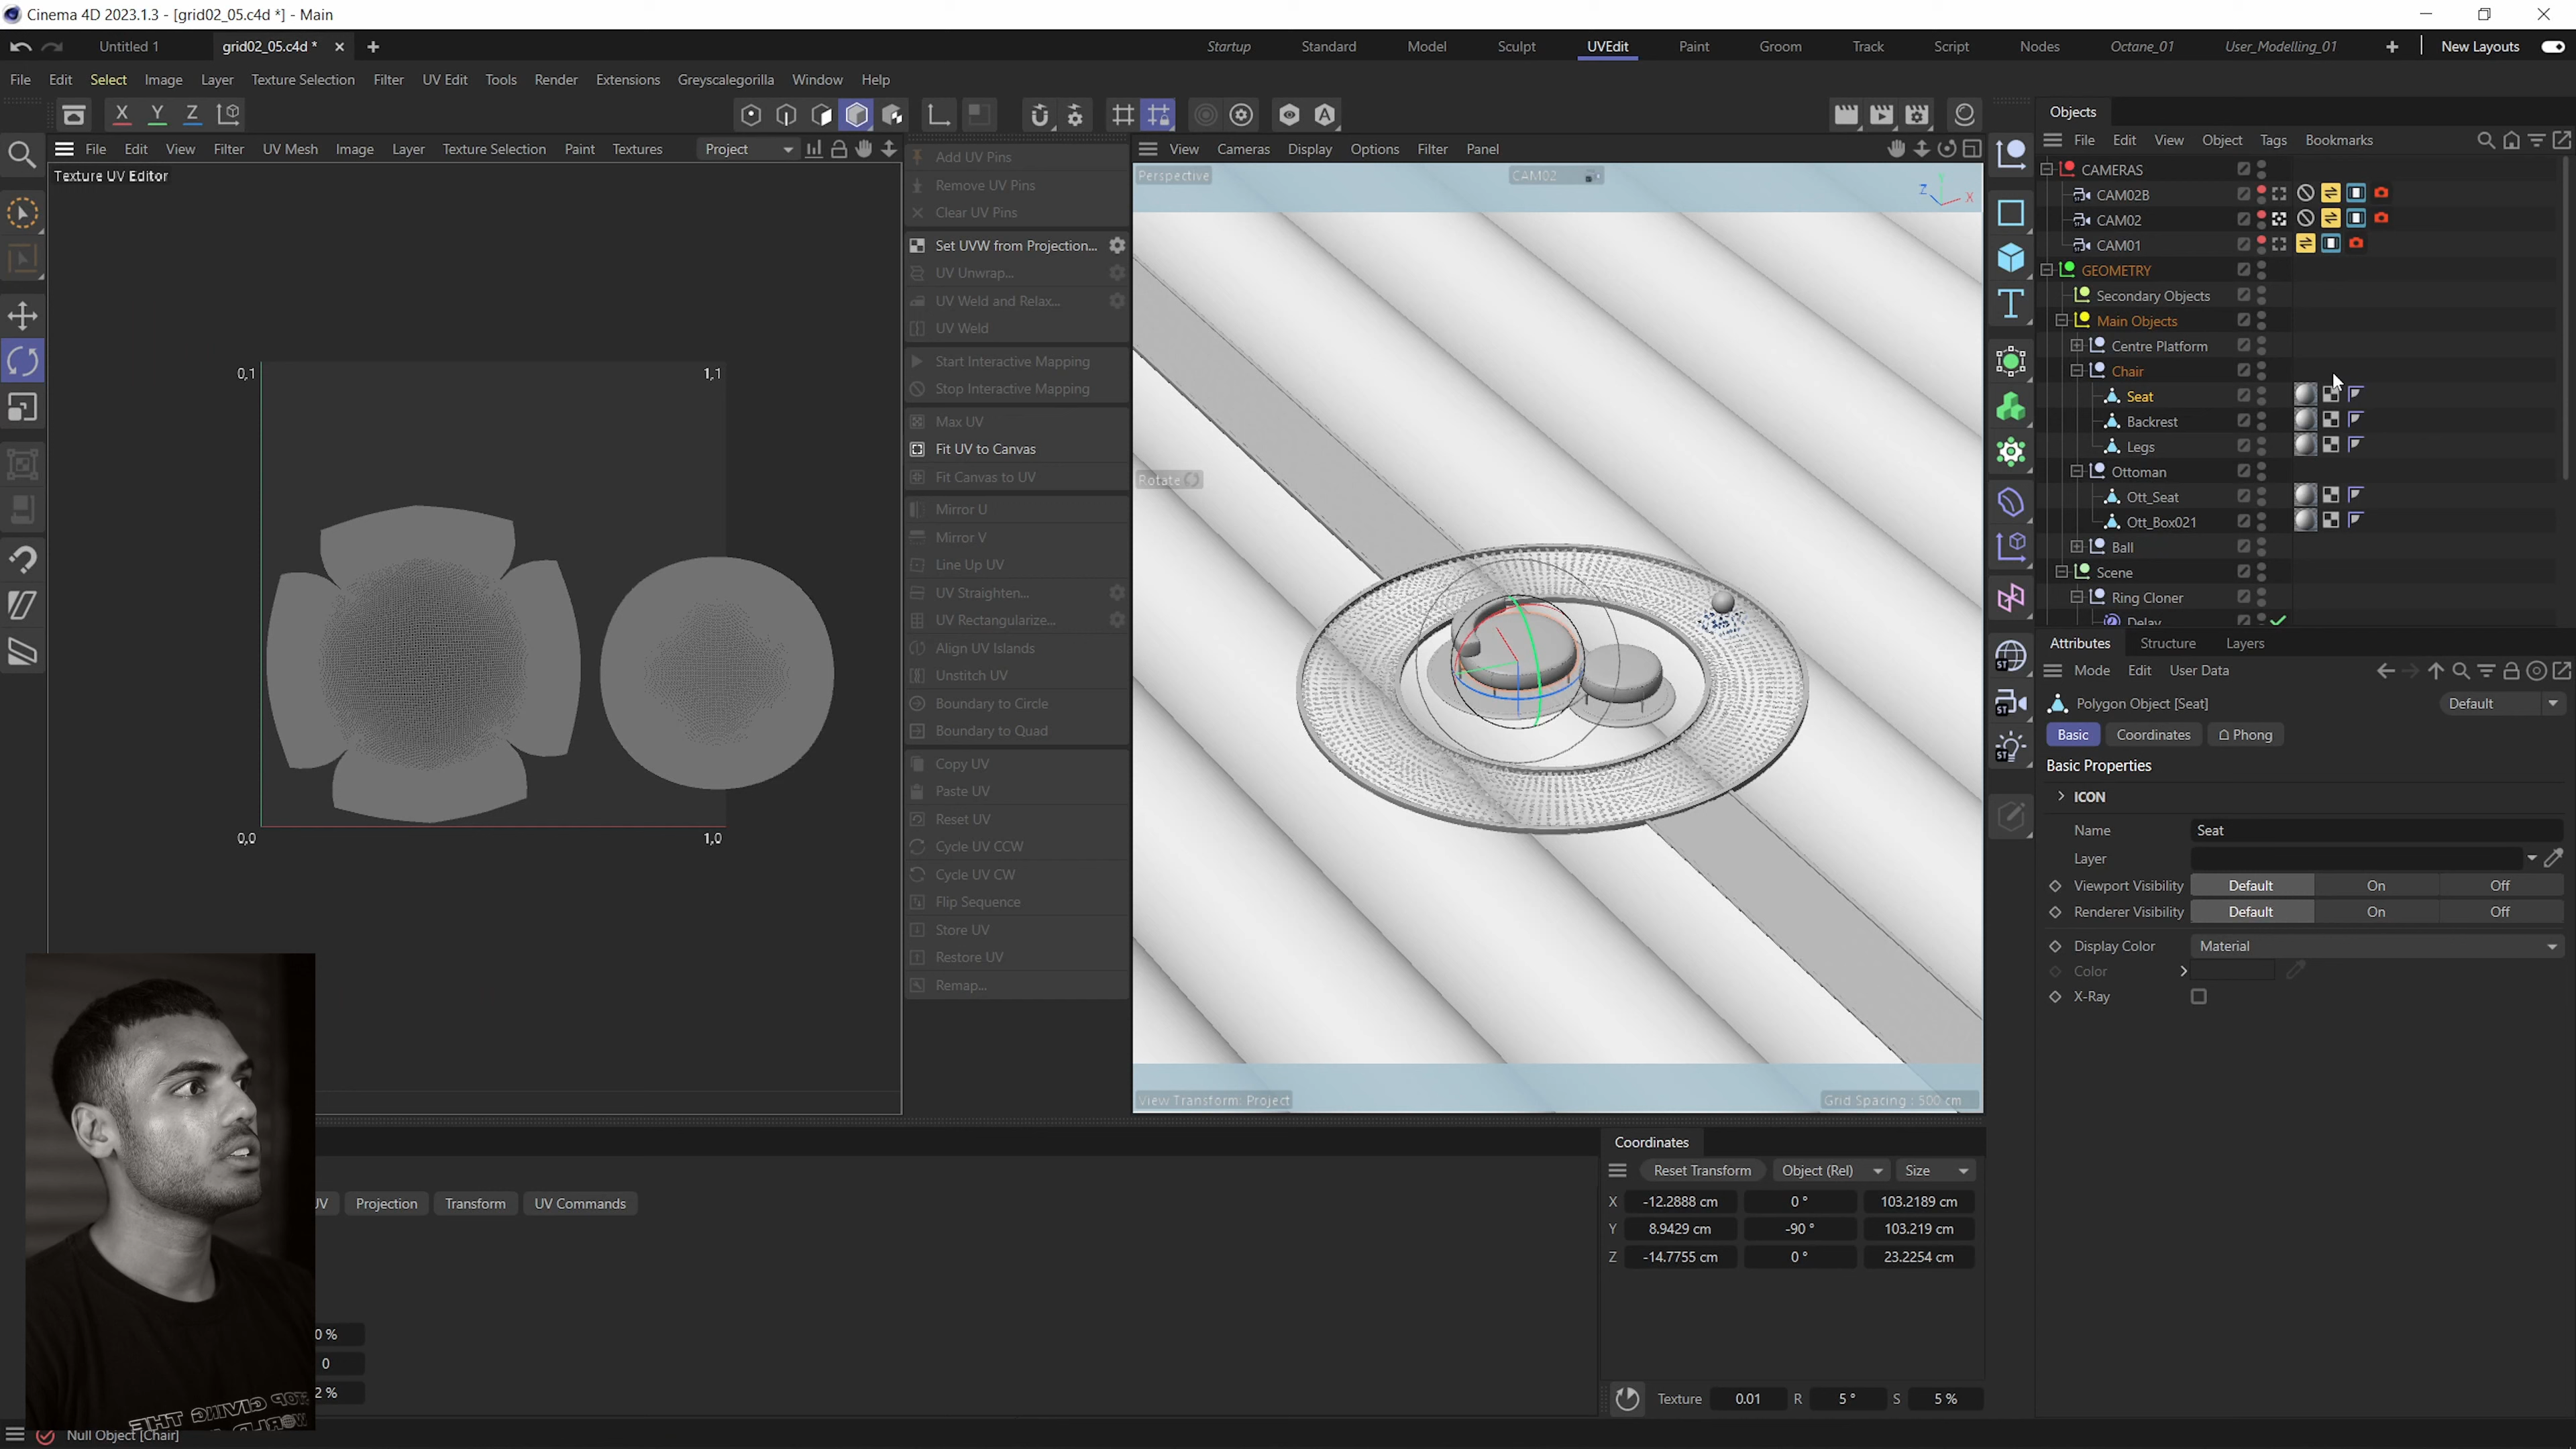 Cinema 4D 2023.1.3 - [grid02_05.c4d *] - Main
Untitled 1
grid02_05.c4d *
Startup
Standard
Model
Sculpt
UVEdit
Paint
Groom
Track
Script
Nodes
Octane_01
User_Modelling_01
New Layouts
File Edit Select Image Layer Texture Selection Filter UV Edit Tools Render Extensions Greyscalegorilla Window Help
X Y Z
File Edit View Filter UV Mesh Image Layer Texture Selection Paint Textures Project
Texture UV Editor
0,1
1,1
0,0
1,0
Add UV Pins
Remove UV Pins
Clear UV Pins
Set UVW from Projection...
UV Unwrap...
UV Weld and Relax...
UV Weld
Start Interactive Mapping
Stop Interactive Mapping
Max UV
Fit UV to Canvas
Fit Canvas to UV
Mirror U
Mirror V
Line Up UV
UV Straighten...
UV Rectangularize...
Align UV Islands
Unstitch UV
Boundary to Circle
Boundary to Quad
Copy UV
Paste UV
Reset UV
Cycle UV CCW
Cycle UV CW
Flip Sequence
Store UV
Restore UV
Remap...
View Cameras Display Options Filter Panel
Perspective
CAM02
Z Y X
Rotate
View Transform: Project
Grid Spacing : 500 cm
Objects
File Edit View Object Tags Bookmarks
CAMERAS
CAM02B
CAM02
CAM01
GEOMETRY
Secondary Objects
Main Objects
Centre Platform
Chair
Seat
Backrest
Legs
Ottoman
Ott_Seat
Ott_Box021
Ball
Scene
Ring Cloner
Delay
Attributes Structure Layers
Mode Edit User Data
Polygon Object [Seat]
Default
Basic Coordinates Phong
Basic Properties
ICON
Name Seat
Layer
Viewport Visibility Default On Off
Renderer Visibility Default On Off
Display Color Material
Color
X-Ray
UV Projection Transform UV Commands
0 %
0
2 %
Coordinates
Reset Transform Object (Rel) Size
X -12.2888 cm 0 ° 103.2189 cm
Y 8.9429 cm -90 ° 103.219 cm
Z -14.7755 cm 0 ° 23.2254 cm
Texture 0.01 R 5 ° S 5 %
Null Object [Chair]